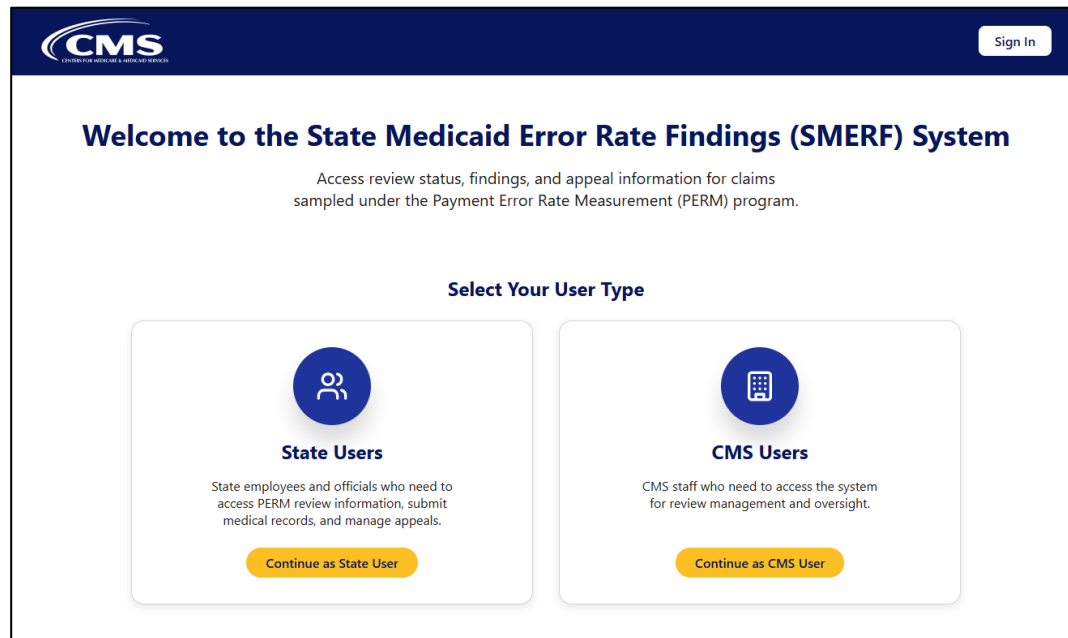 CMS
CENTERS FOR MEDICARE & MEDICAID SERVICES
Sign In
Welcome to the State Medicaid Error Rate Findings (SMERF) System
Access review status, findings, and appeal information for claims
sampled under the Payment Error Rate Measurement (PERM) program.
Select Your User Type
State Users
State employees and officials who need to
access PERM review information, submit
medical records, and manage appeals.
Continue as State User
CMS Users
CMS staff who need to access the system
for review management and oversight.
Continue as CMS User